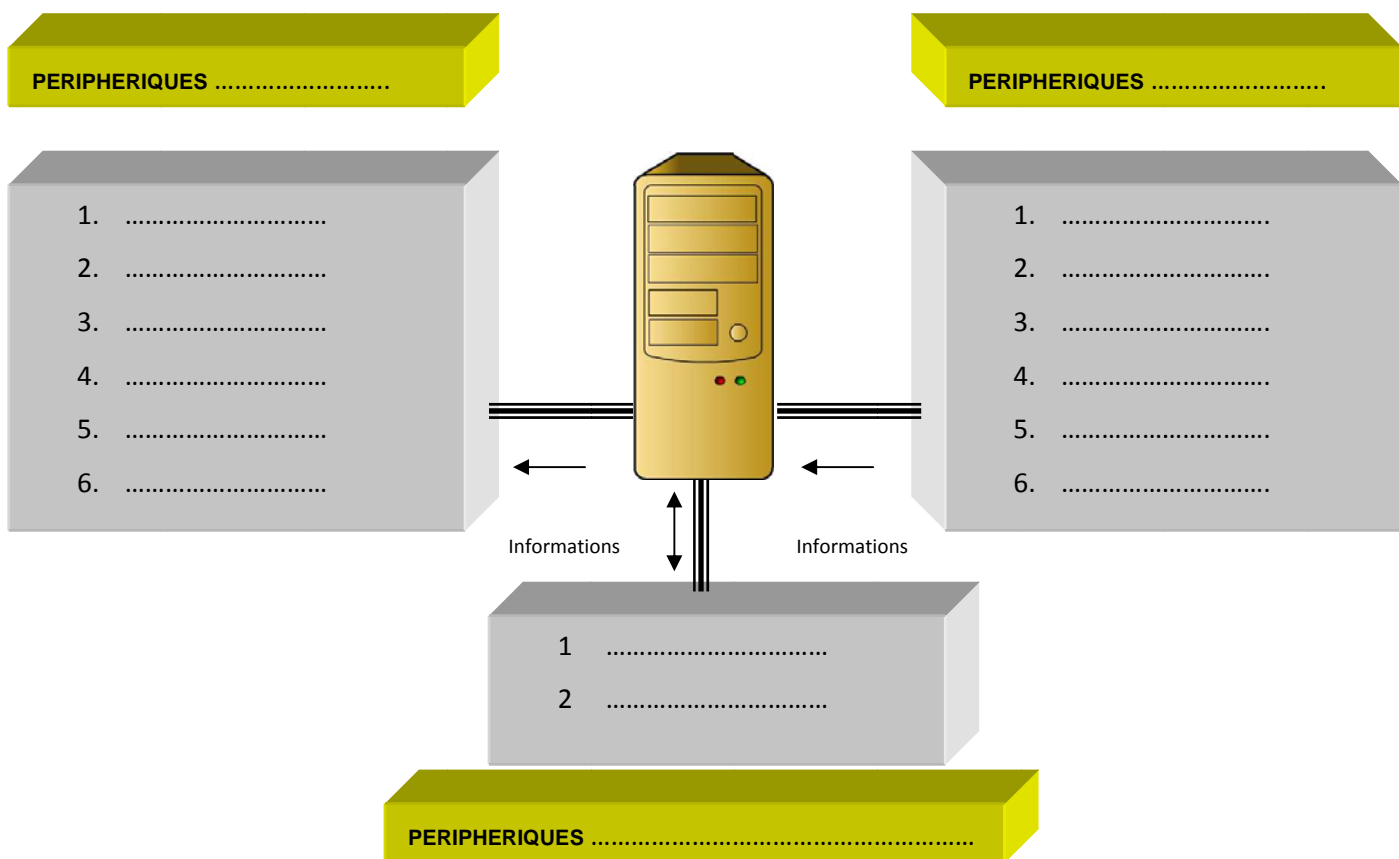 PERIPHERIQUES ……………………..
PERIPHERIQUES ……………………..
1. …………………………
2. …………………………
3. …………………………
4. …………………………
5. …………………………
6. …………………………
1. ………………………….
2. ………………………….
3. ………………………….
4. ………………………….
5. ………………………….
6. ………………………….
Informations
Informations
1 ……………………………
2 ……………………………
PERIPHERIQUES …………………………………………………